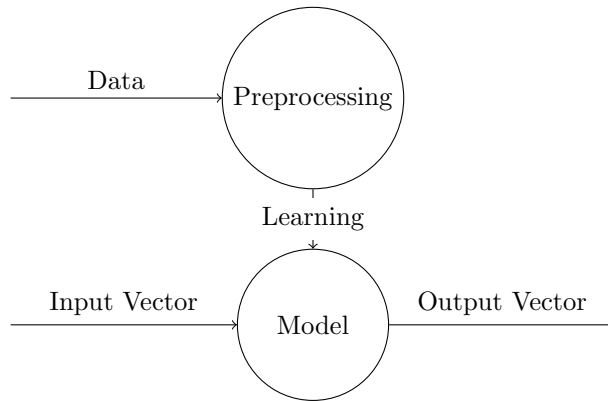 Data
Preprocessing
Learning
Input Vector
Model
Output Vector